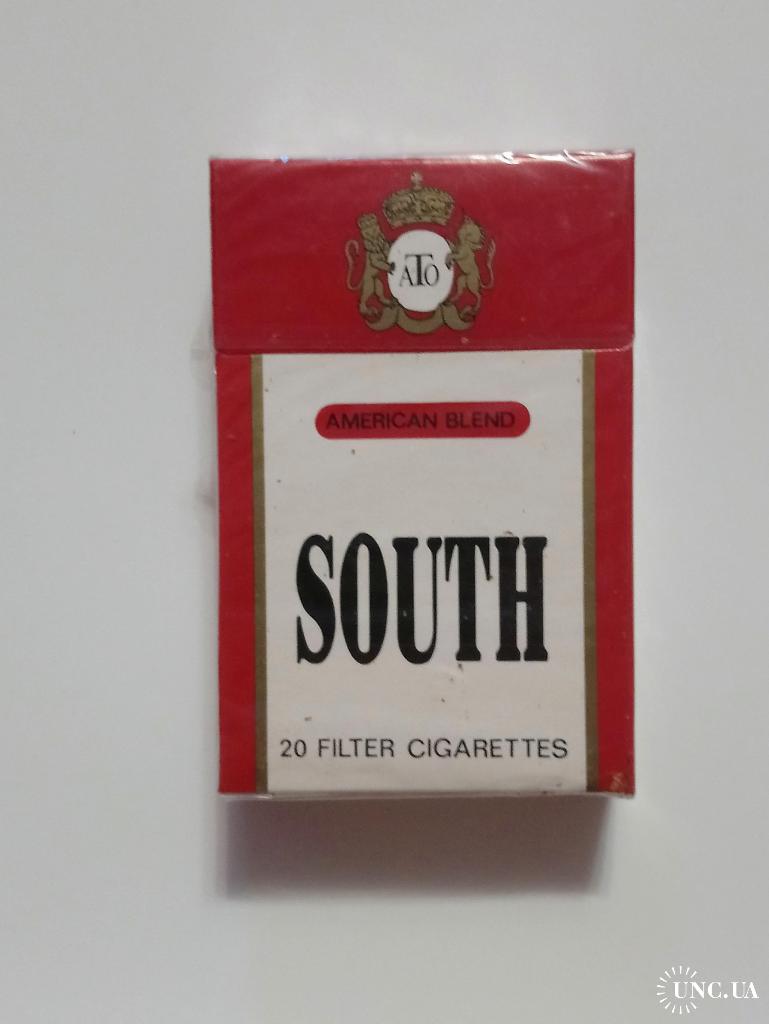 ATO
AMERICAN BLEND
SOUTH
20 FILTER CIGARETTES
UNC.UA